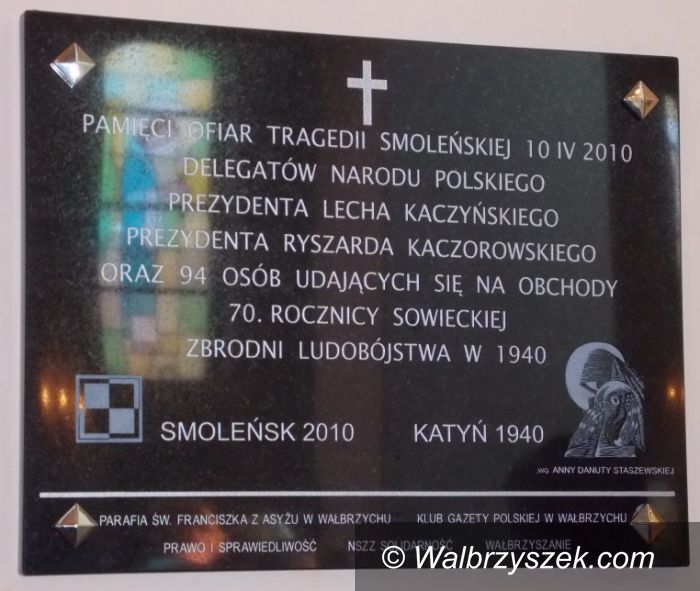 PAMIĘCI OFIAR TRAGEDII SMOLEŃSKIEJ 10 IV 2010
DELEGATÓW NARODU POLSKIEGO
PREZYDENTA LECHA KACZYŃSKIEGO
PREZYDENTA RYSZARDA KACZOROWSKIEGO
ORAZ 94 OSÓB UDAJĄCYCH SIĘ NA OBCHODY
70. ROCZNICY SOWIECKIEJ
ZBRODNI LUDOBÓJSTWA W 1940
SMOLEŃSK 2010 KATYŃ 1940
wg ANNY DANUTY STASZEWSKIEJ
PARAFIA ŚW. FRANCISZKA Z ASYŻU W WAŁBRZYCHU KLUB GAZETY POLSKIEJ W WAŁBRZYCHU
PRAWO I SPRAWIEDLIWOŚĆ NSZZ SOLIDARNOŚĆ WAŁBRZYSZANIE
© Walbrzyszek.com